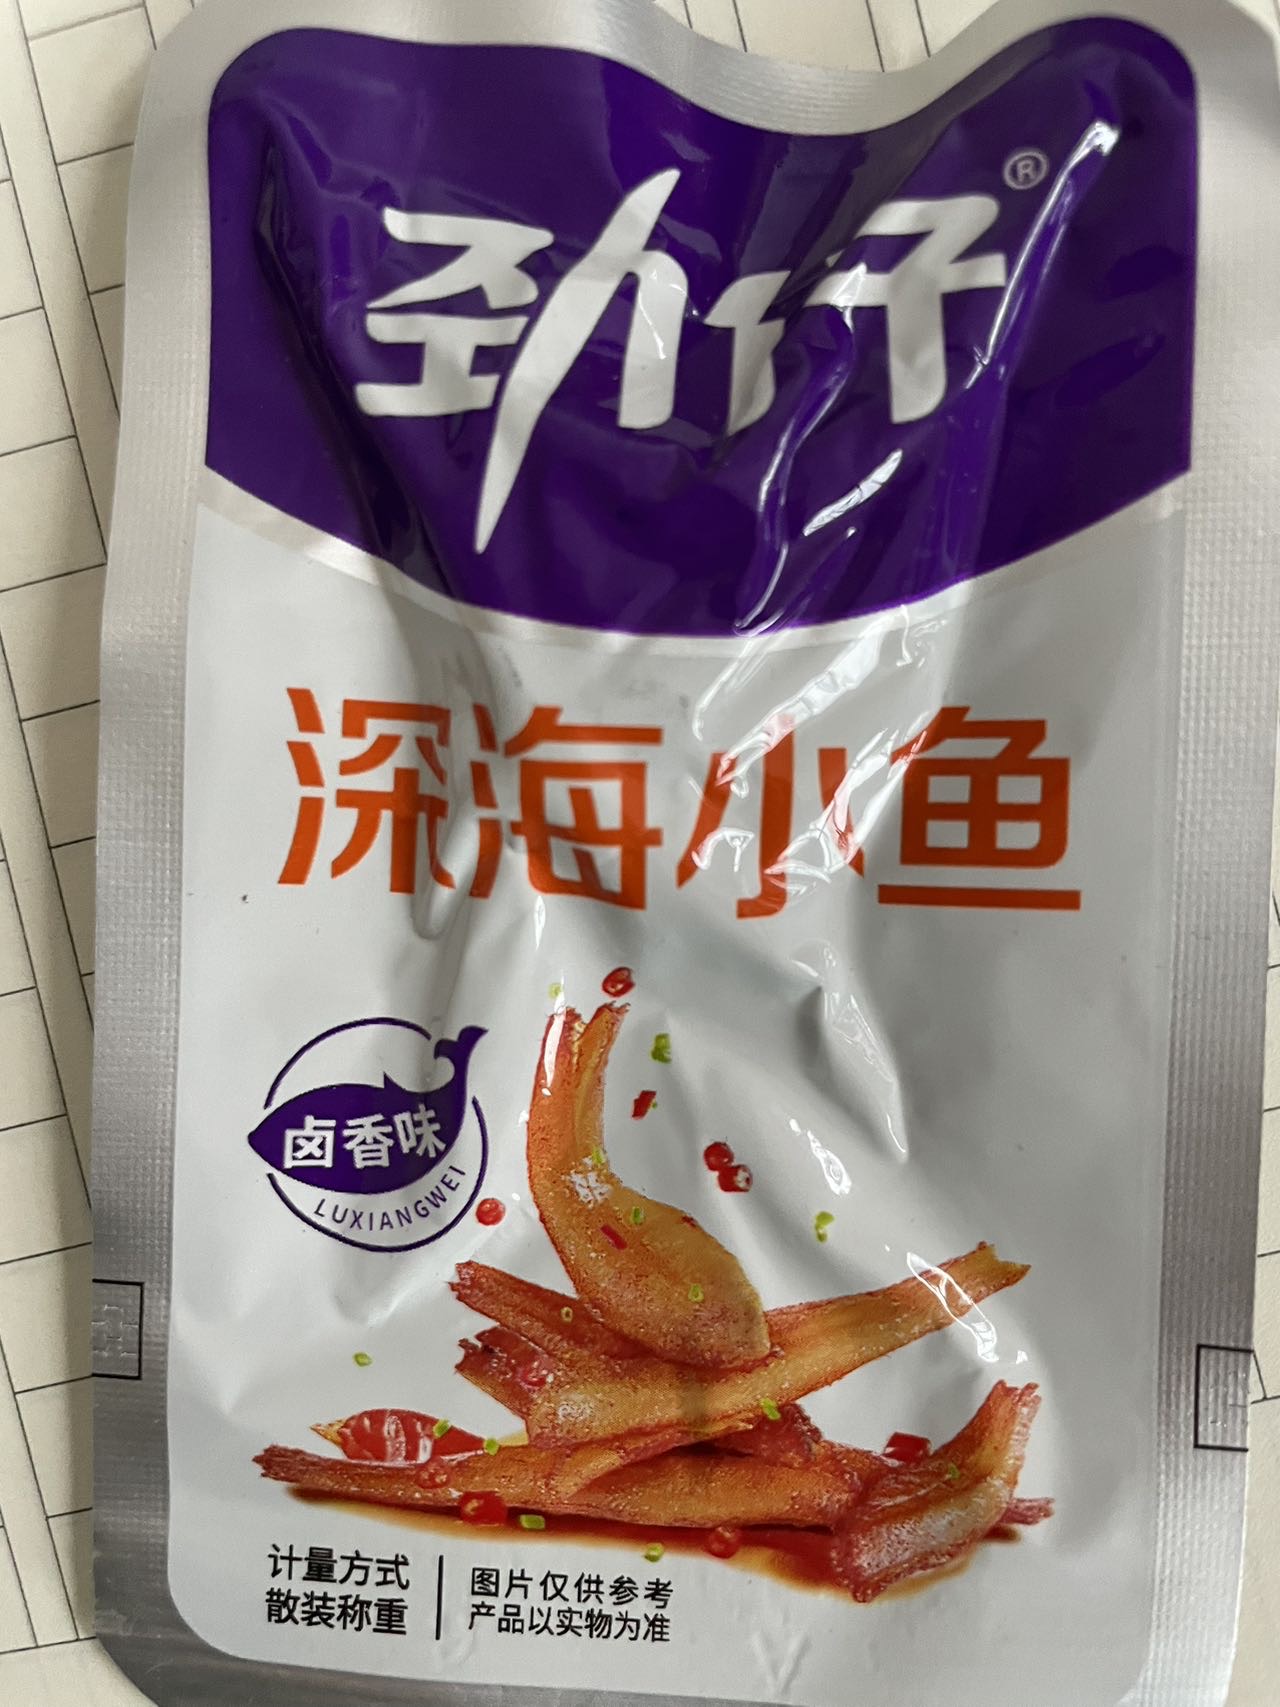 劲仔®
深海小鱼
卤香味
LUXIANGWEI
计量方式
散装称重
图片仅供参考
产品以实物为准